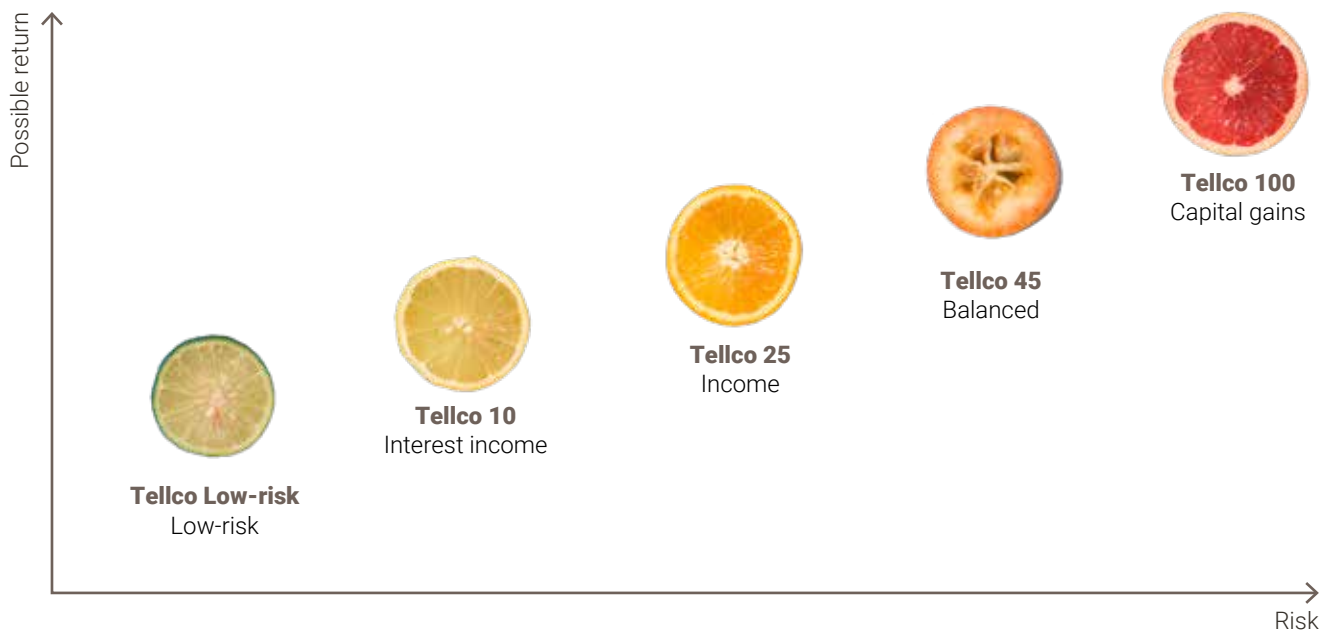 Possible return
Tellco 100
Capital gains
Tellco 45
Balanced
Tellco 25
Income
Tellco 10
Interest income
Tellco Low-risk
Low-risk
Risk